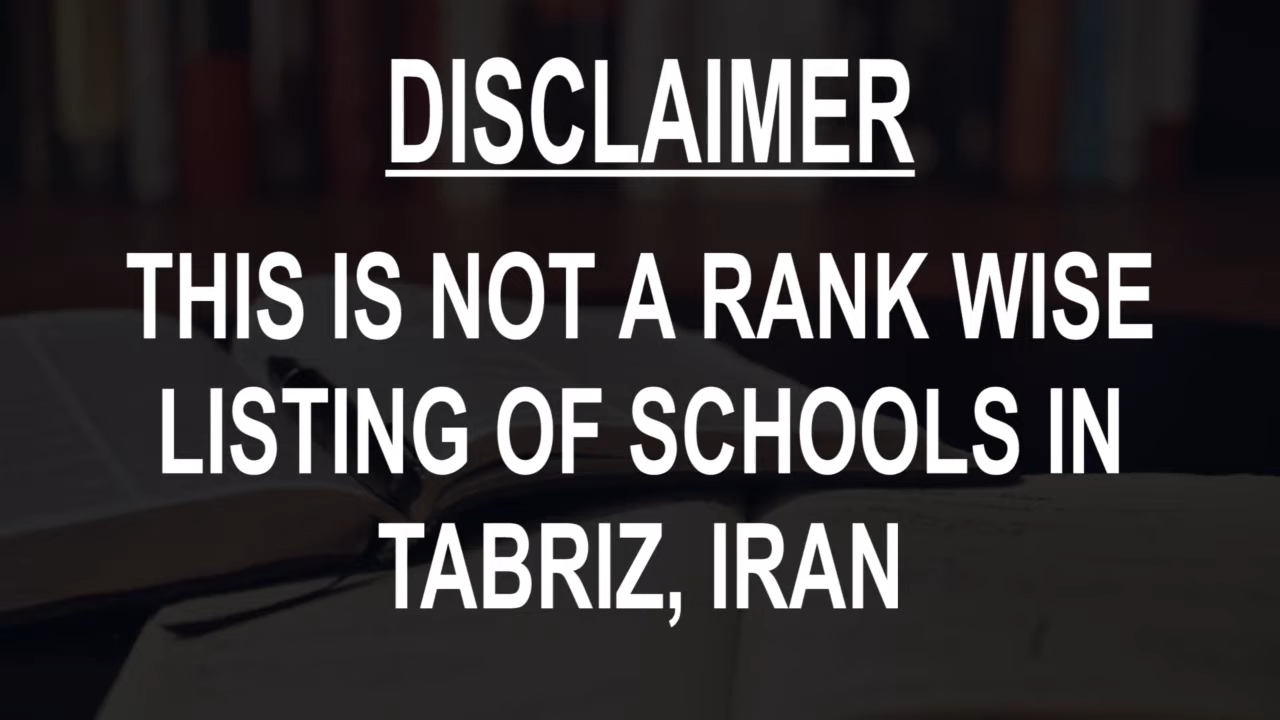 DISCLAIMER
THIS IS NOT A RANK WISE
LISTING OF SCHOOLS IN
TABRIZ, IRAN